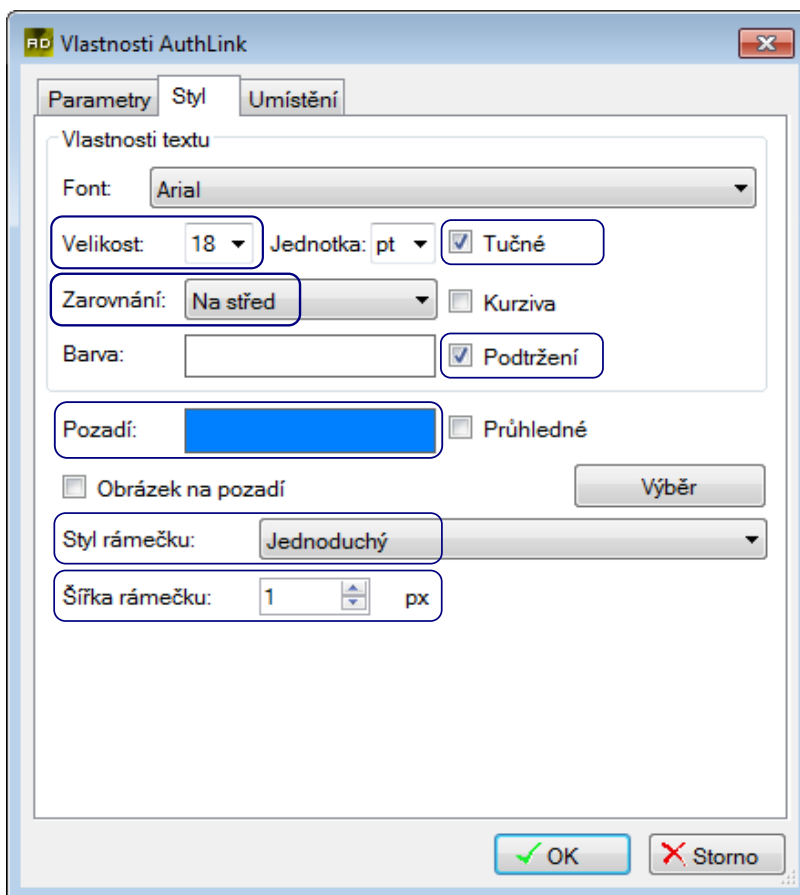 RD Vlastnosti AuthLink
Parametry Styl Umístění
Vlastnosti textu
Font: Arial
Velikost: 18 Jednotka: pt Tučné
Zarovnání: Na střed Kurziva
Barva: Podtržení
Pozadí: Průhledné
Obrázek na pozadí Výběr
Styl rámečku: Jednoduchý
Šířka rámečku: 1 px
OK Storno